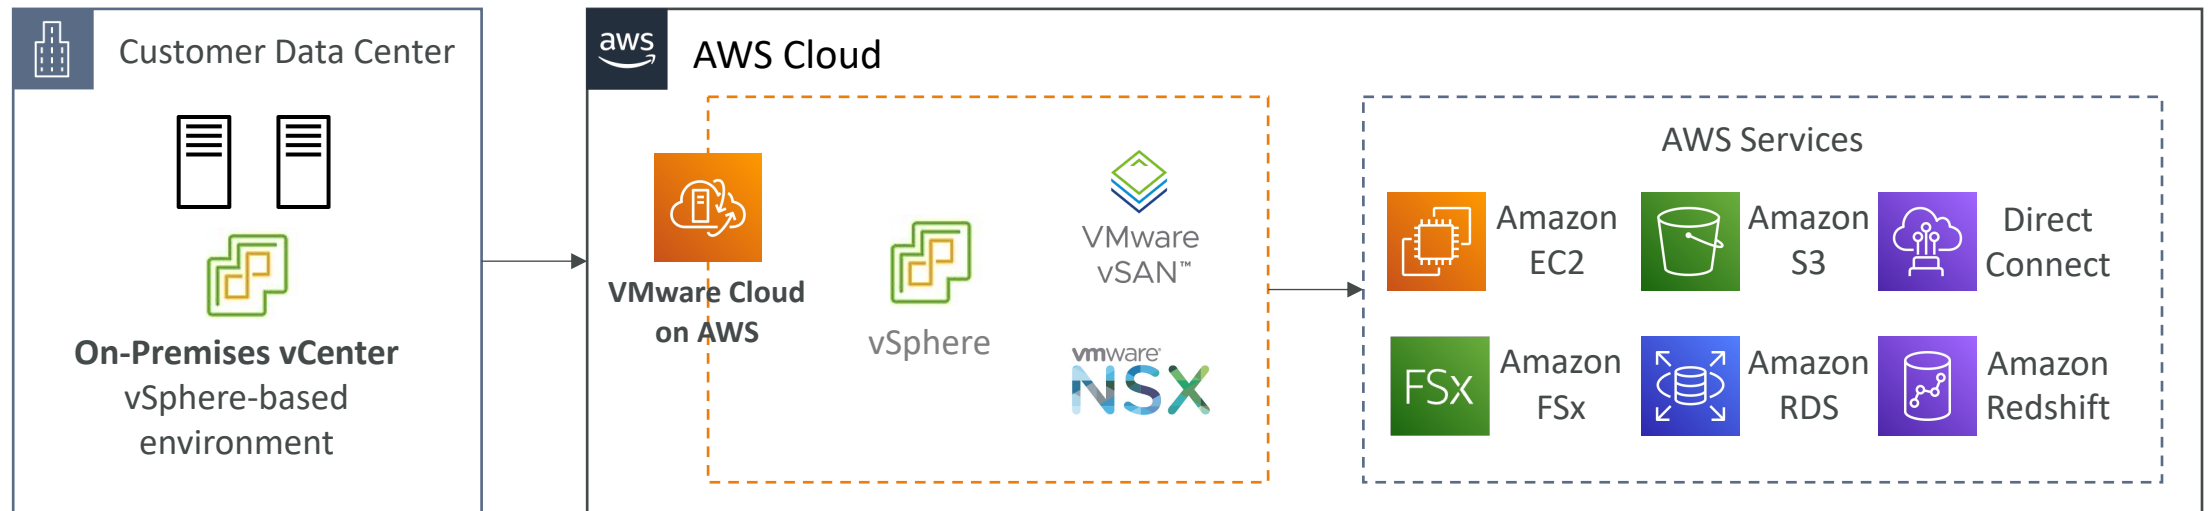 Customer Data Center
On-Premises vCenter
vSphere-based
environment
aws
AWS Cloud
VMware Cloud
on AWS
vSphere
VMware
vSAN™
vmware®
NSX
AWS Services
Amazon
EC2
Amazon
S3
Direct
Connect
FSx
Amazon
FSx
Amazon
RDS
Amazon
Redshift